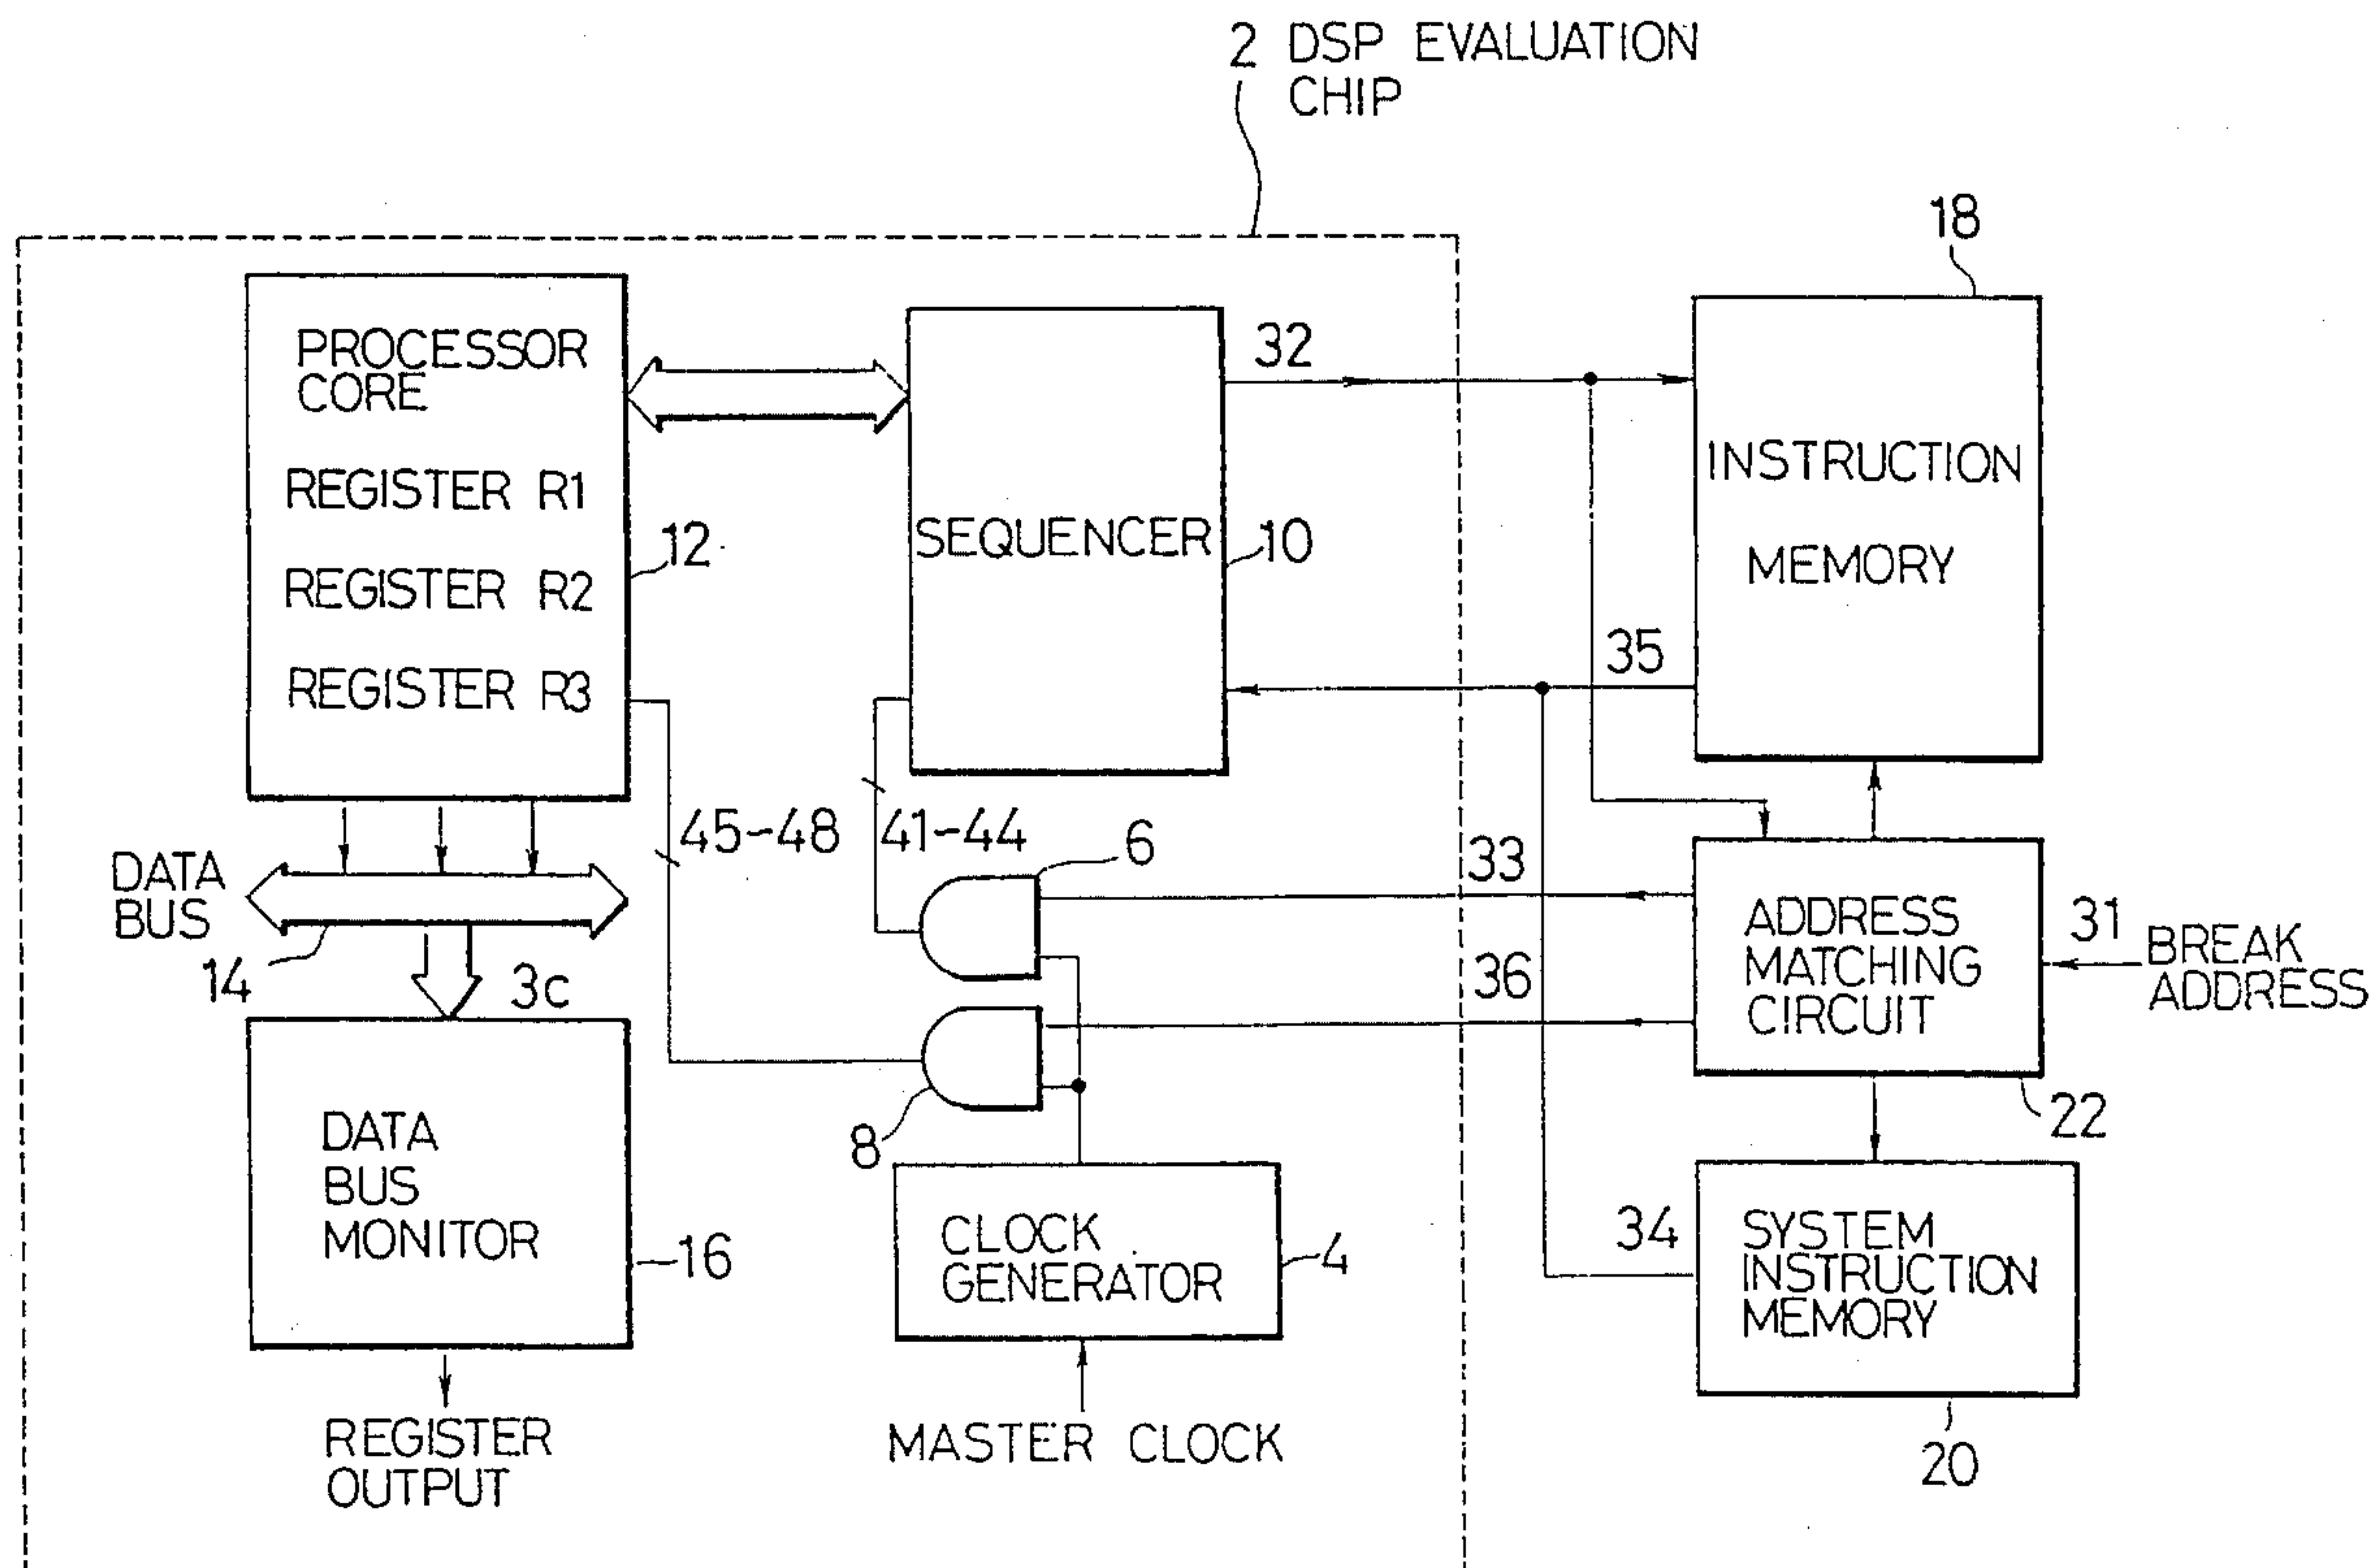 2 DSP EVALUATION
CHIP
18
PROCESSOR
CORE
REGISTER R1
REGISTER R2
REGISTER R3
12
SEQUENCER
10
32
INSTRUCTION
MEMORY
35
45-48
41-44
6
33
DATA
BUS
14
3c
36
ADDRESS
MATCHING
CIRCUIT
31
BREAK
ADDRESS
22
8
DATA
BUS
MONITOR
16
CLOCK
GENERATOR
4
34
SYSTEM
INSTRUCTION
MEMORY
20
REGISTER
OUTPUT
MASTER CLOCK